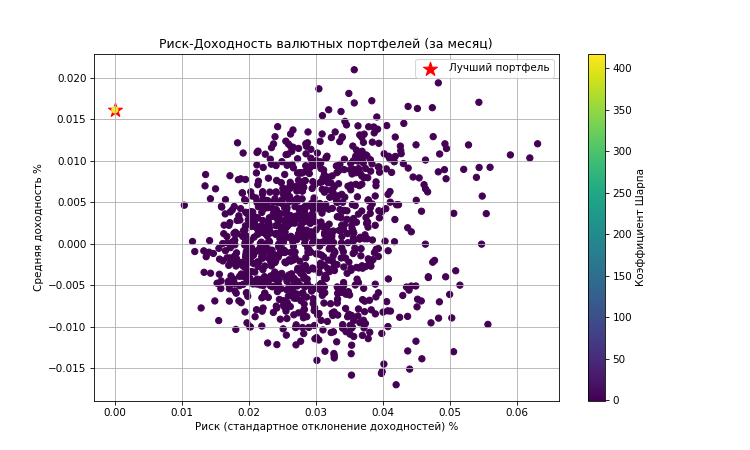 Риск-Доходность валютных портфелей (за месяц)
Лучший портфель
Средняя доходность %
0.020
0.015
0.010
0.005
0.000
−0.005
−0.010
−0.015
0.00 0.01 0.02 0.03 0.04 0.05 0.06
Риск (стандартное отклонение доходностей) %
400
350
300
250
200
150
100
50
0
Коэффициент Шарпа